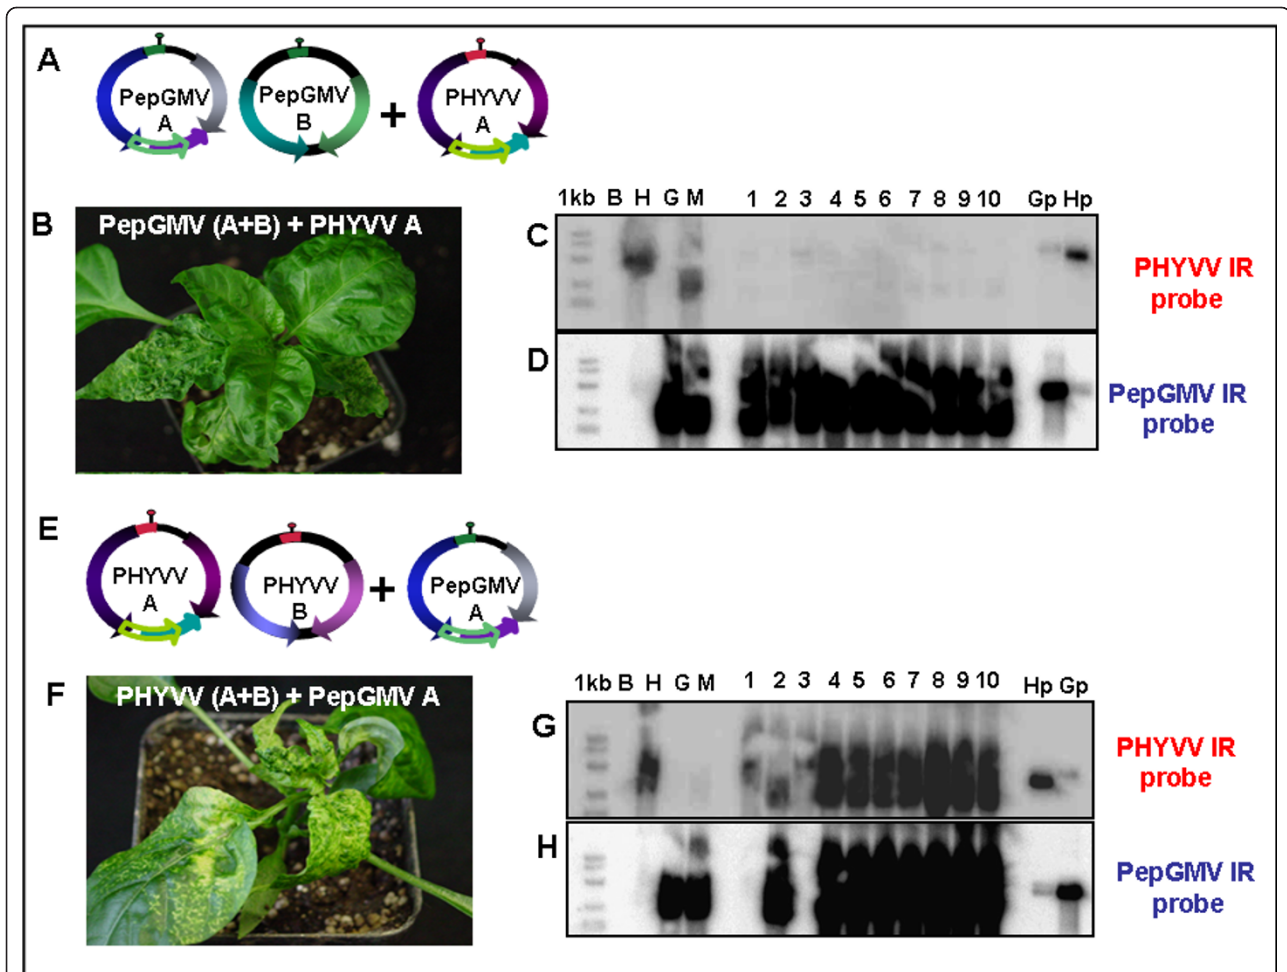 A
PepGMV
A
PepGMV
B
+
PHYVV
A
B
PepGMV (A+B) + PHYVV A
1kb B H G M 1 2 3 4 5 6 7 8 9 10 Gp Hp
C
PHYVV IR
probe
D
PepGMV IR
probe
E
PHYVV
A
PHYVV
B
+
PepGMV
A
F
PHYVV (A+B) + PepGMV A
1kb B H G M 1 2 3 4 5 6 7 8 9 10 Hp Gp
G
PHYVV IR
probe
H
PepGMV IR
probe